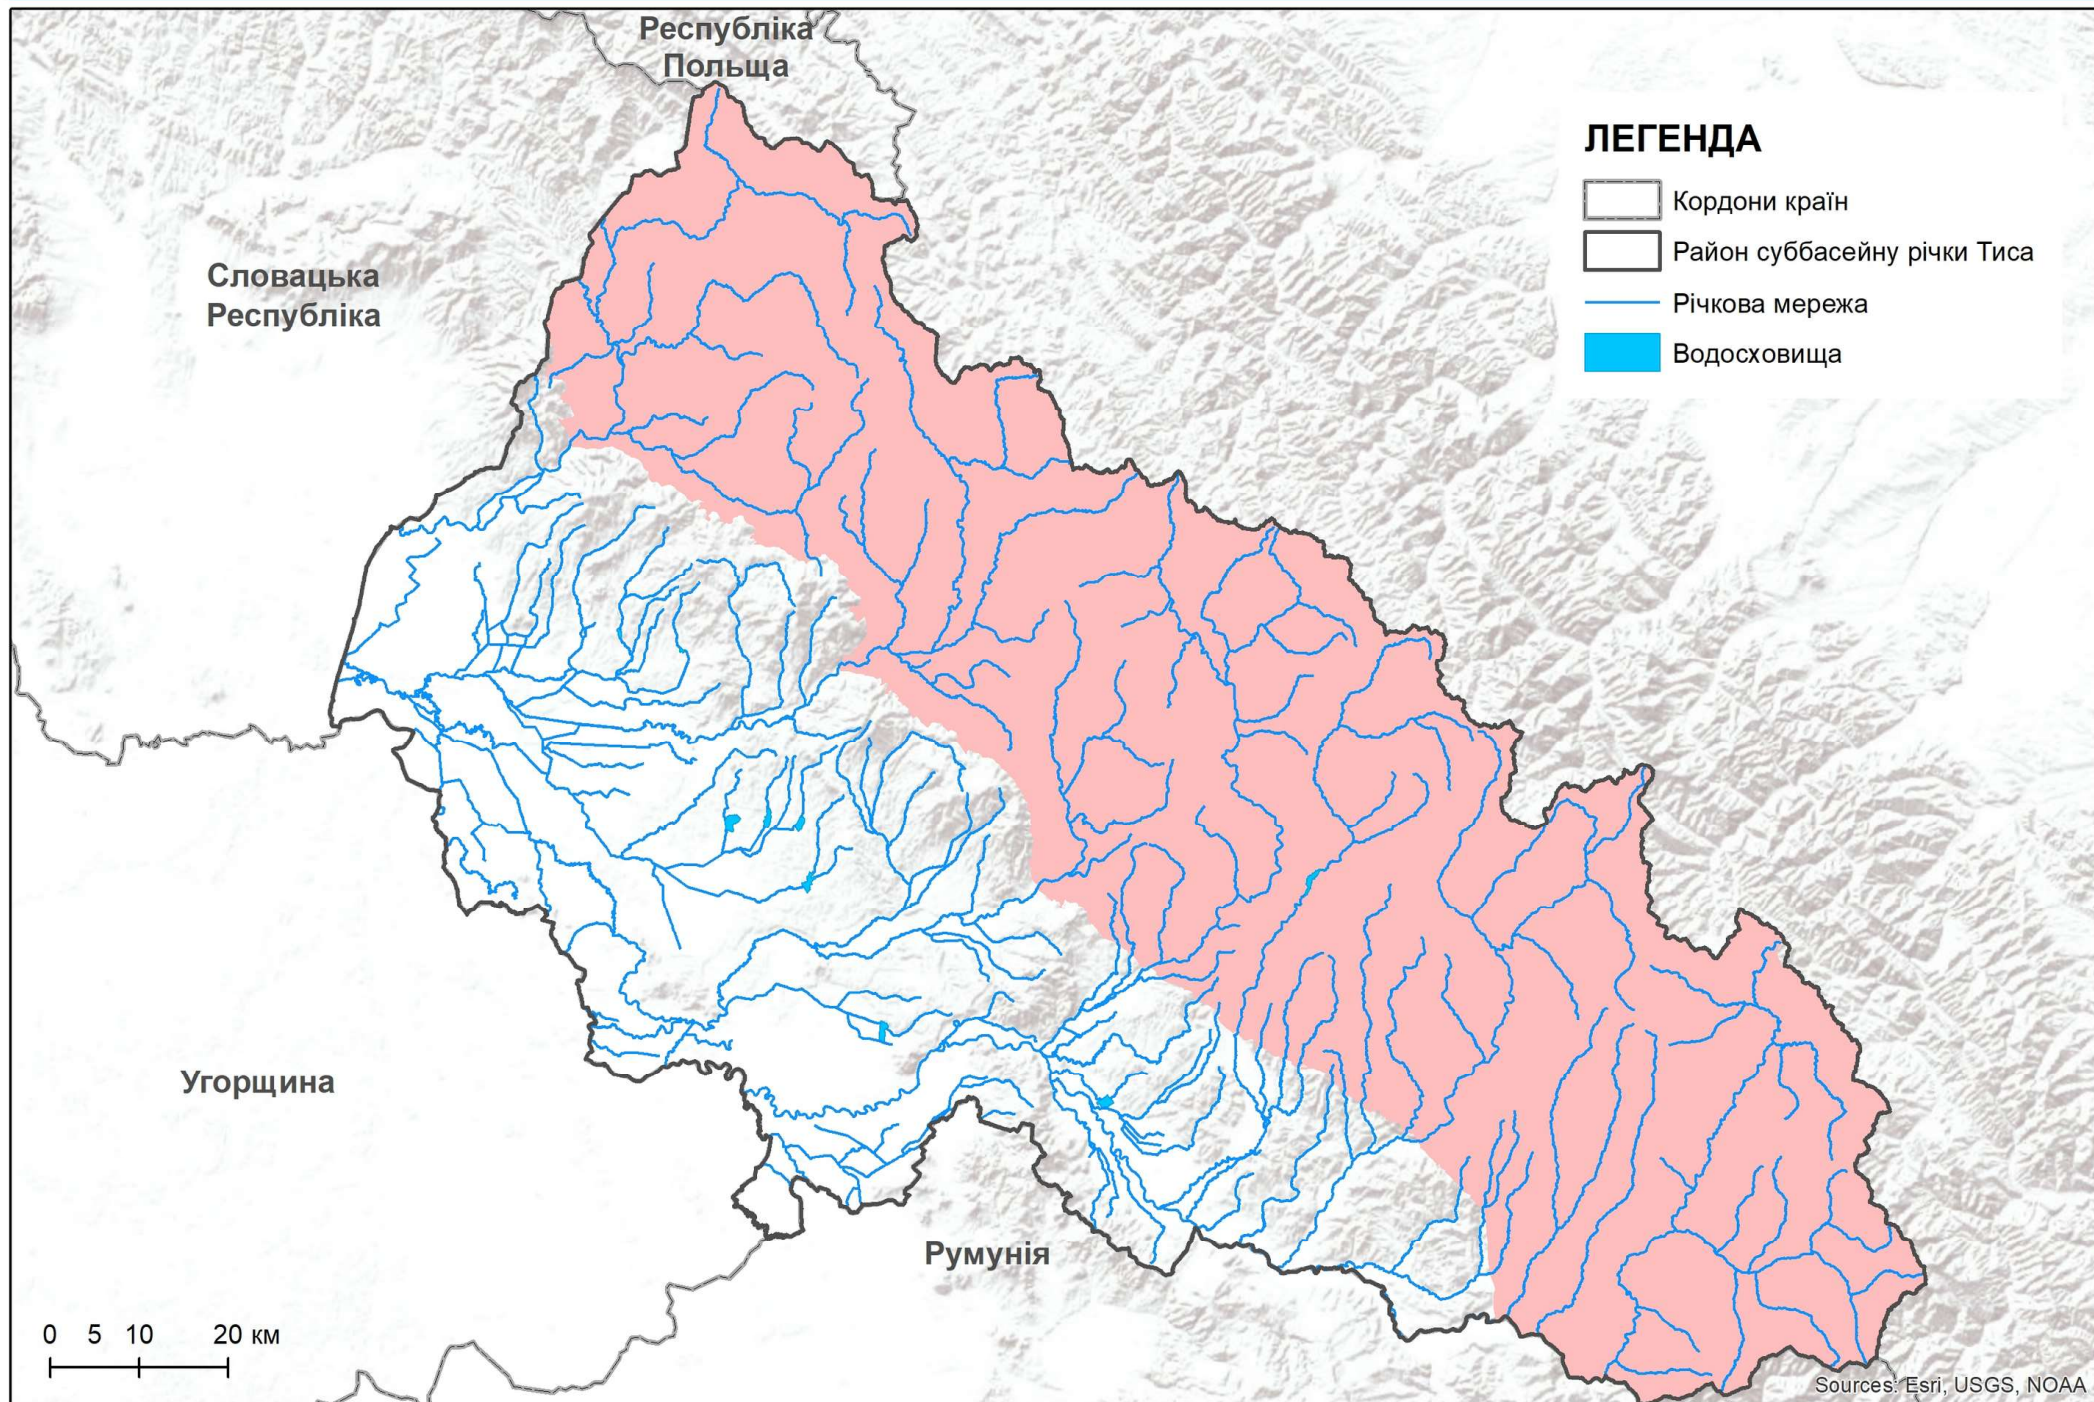 Республіка
Польща
ЛЕГЕНДА
Кордони країн
Район суббасейну річки Тиса
Річкова мережа
Водосховища
Словацька
Республіка
Угорщина
Румунія
0 5 10 20 км
Sources: Esri, USGS, NOAA